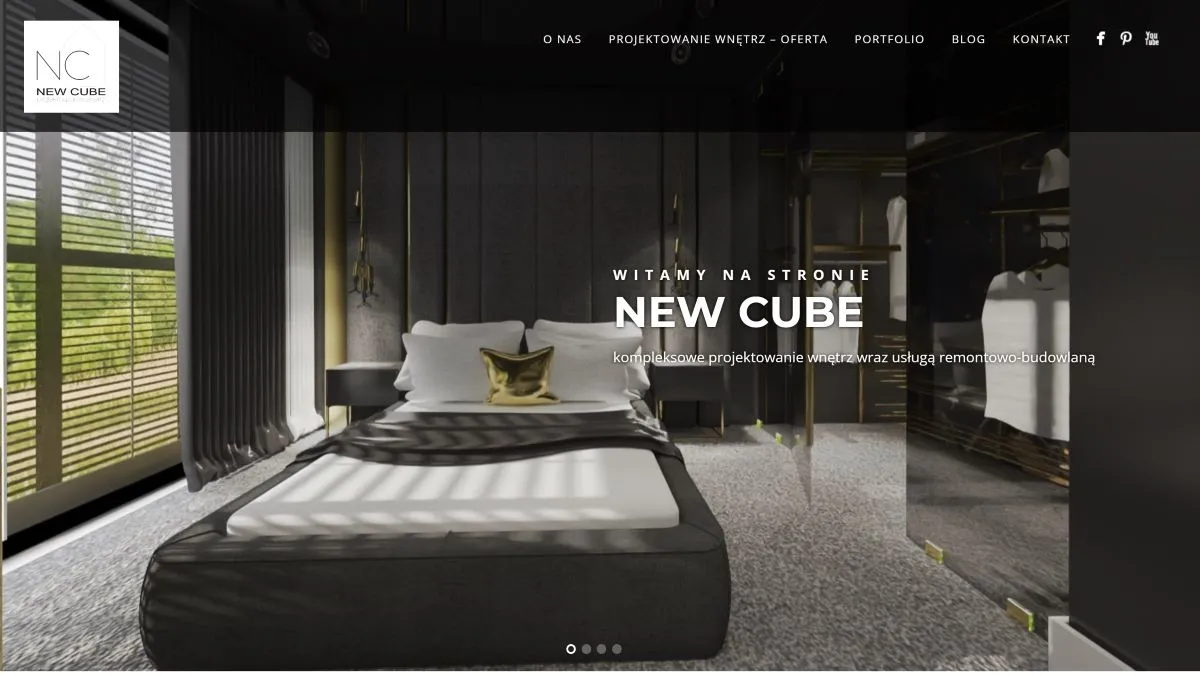 NC
NEW CUBE
O NAS
PROJEKTOWANIE WNĘTRZ – OFERTA
PORTFOLIO
BLOG
KONTAKT
You Tube
WITAMY NA STRONIE
NEW CUBE
kompleksowe projektowanie wnętrz wraz usługą remontowo-budowlaną